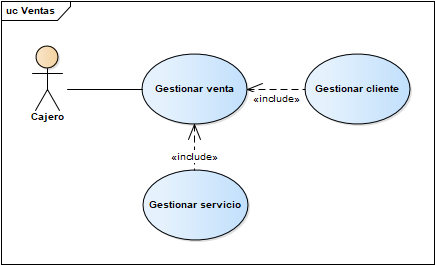 uc Ventas
Gestionar venta
Gestionar cliente
«include»
Cajero
«include»
Gestionar servicio